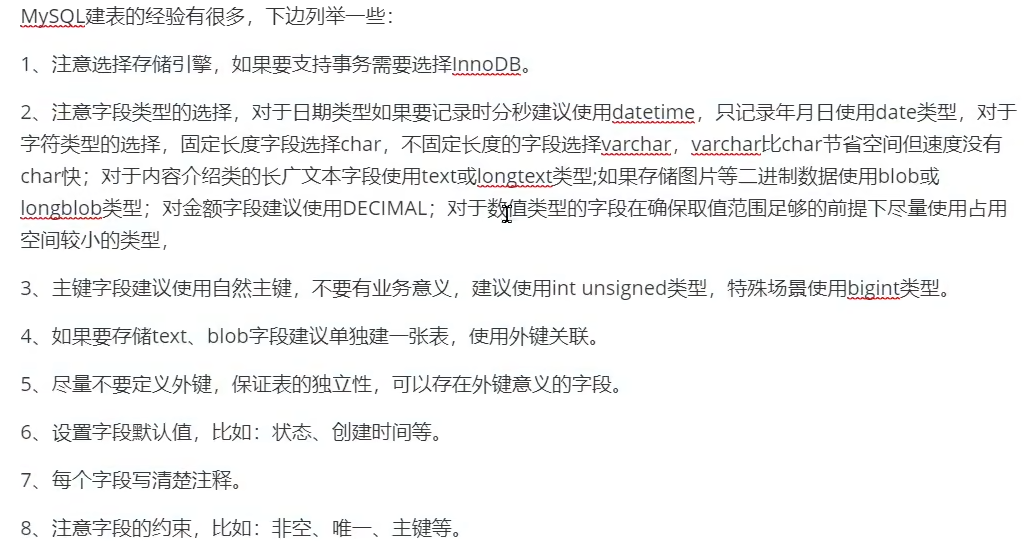 MySQL建表的经验有很多，下边列举一些：
1、注意选择存储引擎，如果要支持事务需要选择InnoDB。
2、注意字段类型的选择，对于日期类型如果要记录时分秒建议使用datetime，只记录年月日使用date类型，对于
字符类型的选择，固定长度字段选择char，不固定长度的字段选择varchar，varchar比char节省空间但速度没有
char快；对于内容介绍类的长广文本字段使用text或longtext类型;如果存储图片等二进制数据使用blob或
longblob类型；对金额字段建议使用DECIMAL；对于数值类型的字段在确保取值范围足够的前提下尽量使用占用
空间较小的类型，
3、主键字段建议使用自然主键，不要有业务意义，建议使用int unsigned类型，特殊场景使用bigint类型。
4、如果要存储text、blob字段建议单独建一张表，使用外键关联。
5、尽量不要定义外键，保证表的独立性，可以存在外键意义的字段。
6、设置字段默认值，比如：状态、创建时间等。
7、每个字段写清楚注释。
8、注意字段的约束，比如：非空、唯一、主键等。